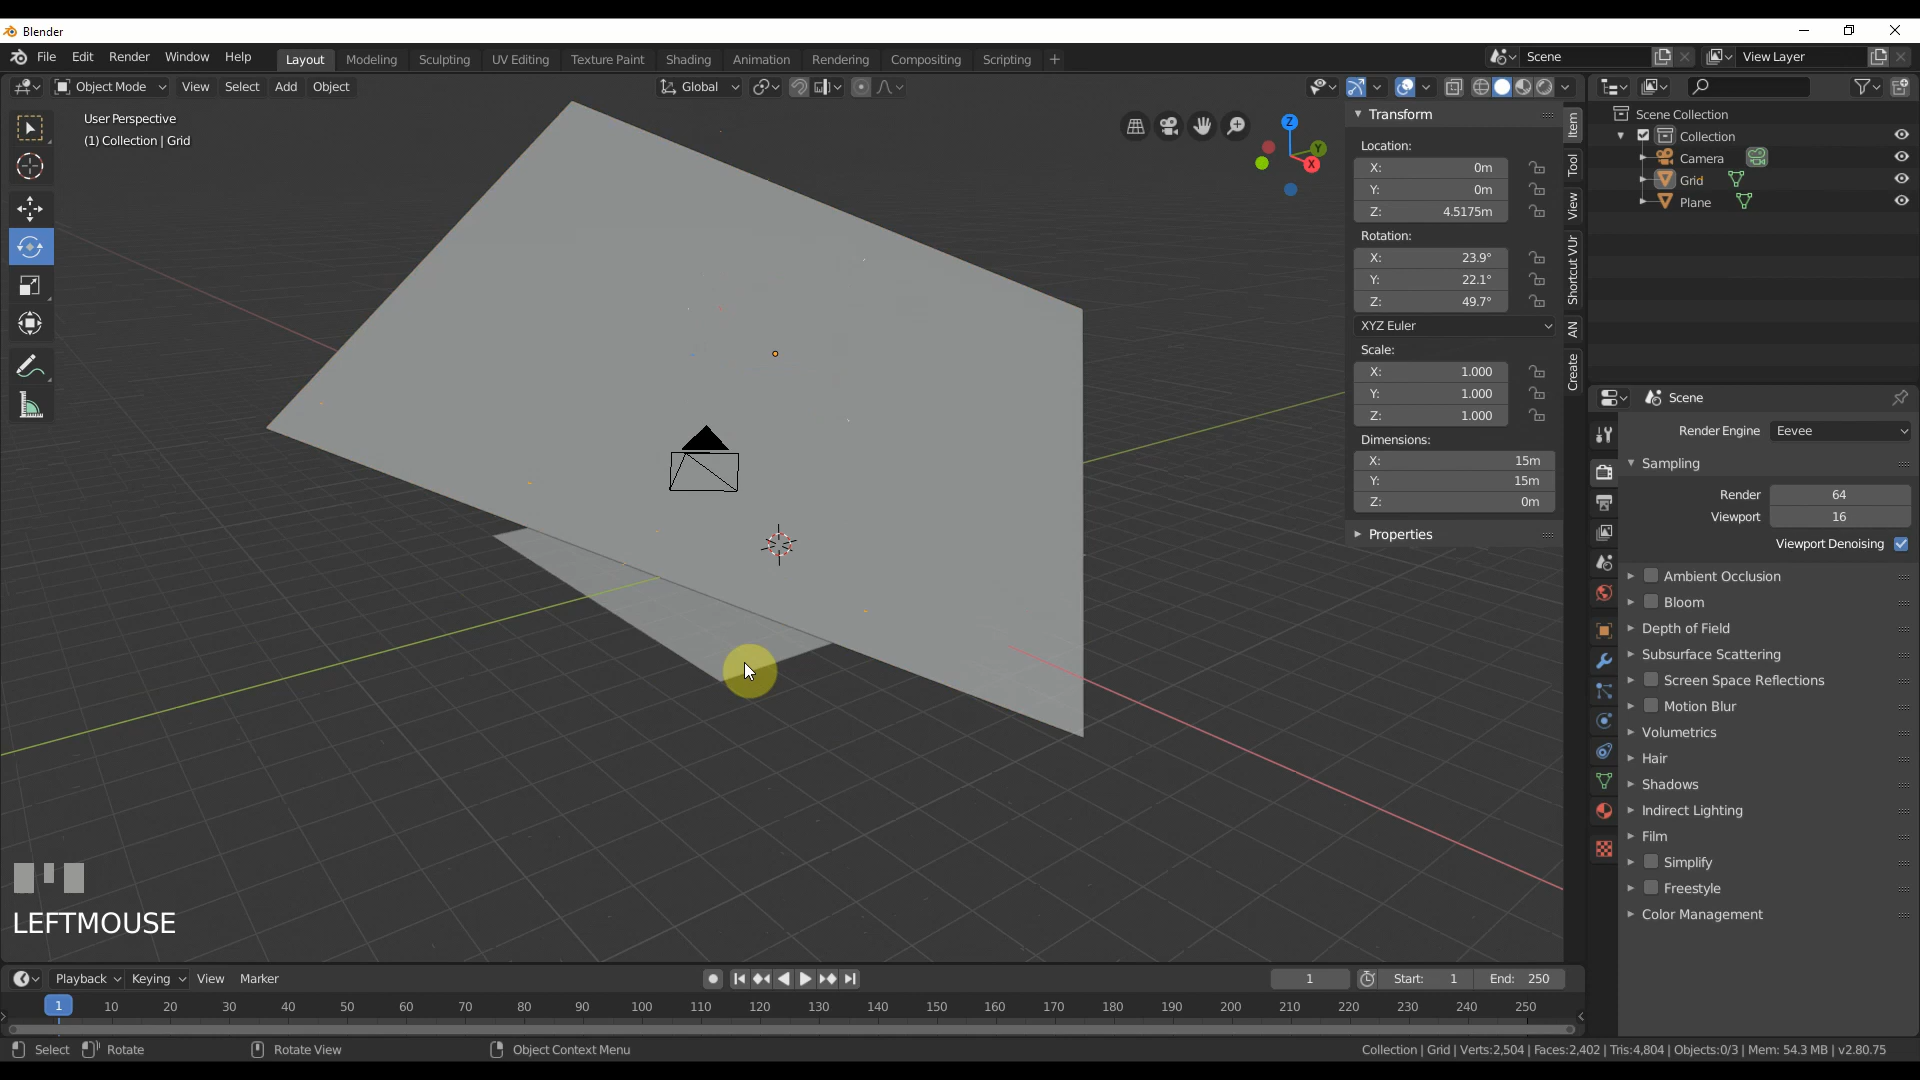 Blender
File Edit Render Window Help Layout Modeling Sculpting UV Editing Texture Paint Shading Animation Rendering Compositing Scripting + Scene View Layer
Object Mode View Select Add Object Global
User Perspective
(1) Collection | Grid
Z
Y
X
Transform
Location:
X: 0m
Y: 0m
Z: 4.5175m
Rotation:
X: 23.9°
Y: 22.1°
Z: 49.7°
XYZ Euler
Scale:
X: 1.000
Y: 1.000
Z: 1.000
Dimensions:
X: 15m
Y: 15m
Z: 0m
Properties
Item
Tool
View
Shortcut VUr
AN
Create
Scene Collection
Collection
Camera
Grid
Plane
Scene
Render Engine Eevee
Sampling
Render 64
Viewport 16
Viewport Denoising
Ambient Occlusion
Bloom
Depth of Field
Subsurface Scattering
Screen Space Reflections
Motion Blur
Volumetrics
Hair
Shadows
Indirect Lighting
Film
Simplify
Freestyle
Color Management
LEFTMOUSE
Playback Keying View Marker 1 Start: 1 End: 250
1 10 20 30 40 50 60 70 80 90 100 110 120 130 140 150 160 170 180 190 200 210 220 230 240 250
Select Rotate Rotate View Object Context Menu Collection | Grid | Verts:2,504 | Faces:2,402 | Tris:4,804 | Objects:0/3 | Mem: 54.3 MB | v2.80.75